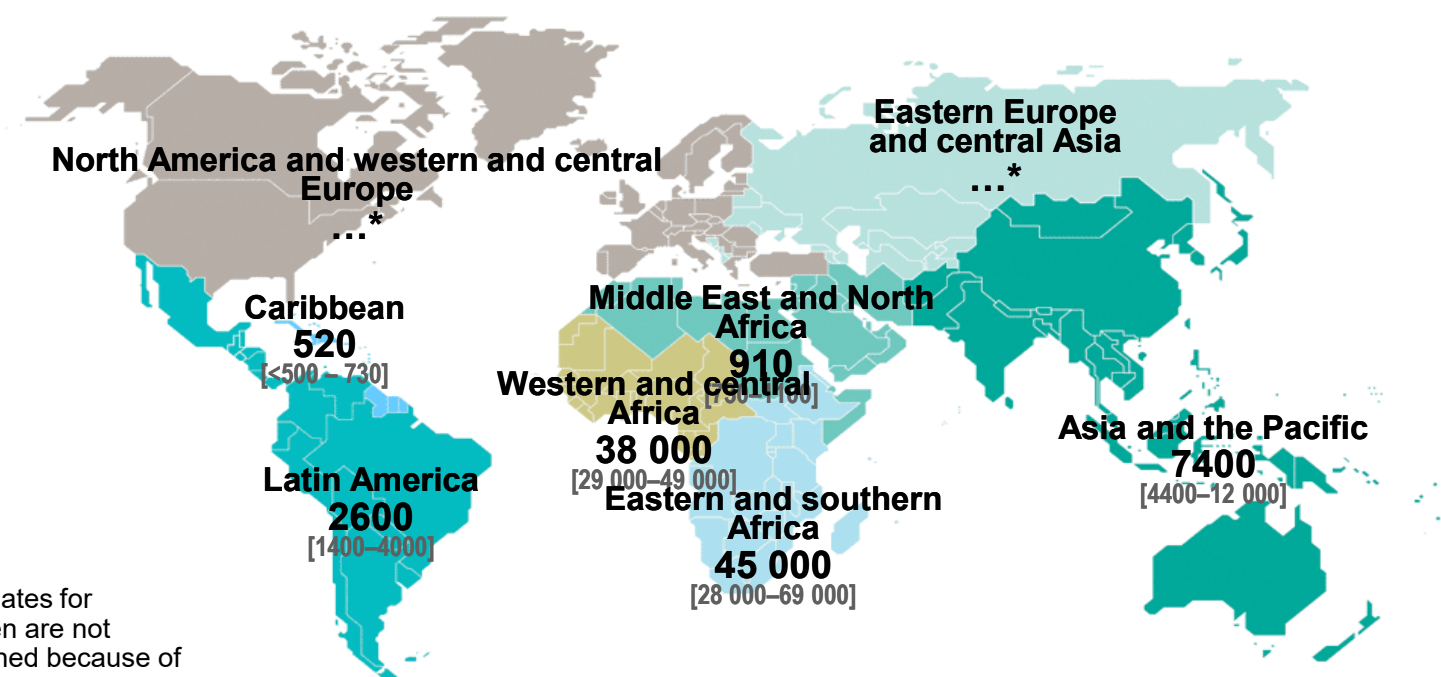 North America and western and central
Europe
…*
Eastern Europe
and central Asia
…*
Caribbean
520
[<500 – 730]
Middle East and North
Africa
910
[750–1100]
Western and central
Africa
38 000
[29 000–49 000]
Asia and the Pacific
7400
[4400–12 000]
Latin America
2600
[1400–4000]
Eastern and southern
Africa
45 000
[28 000–69 000]
ates for
en are not
ned because of